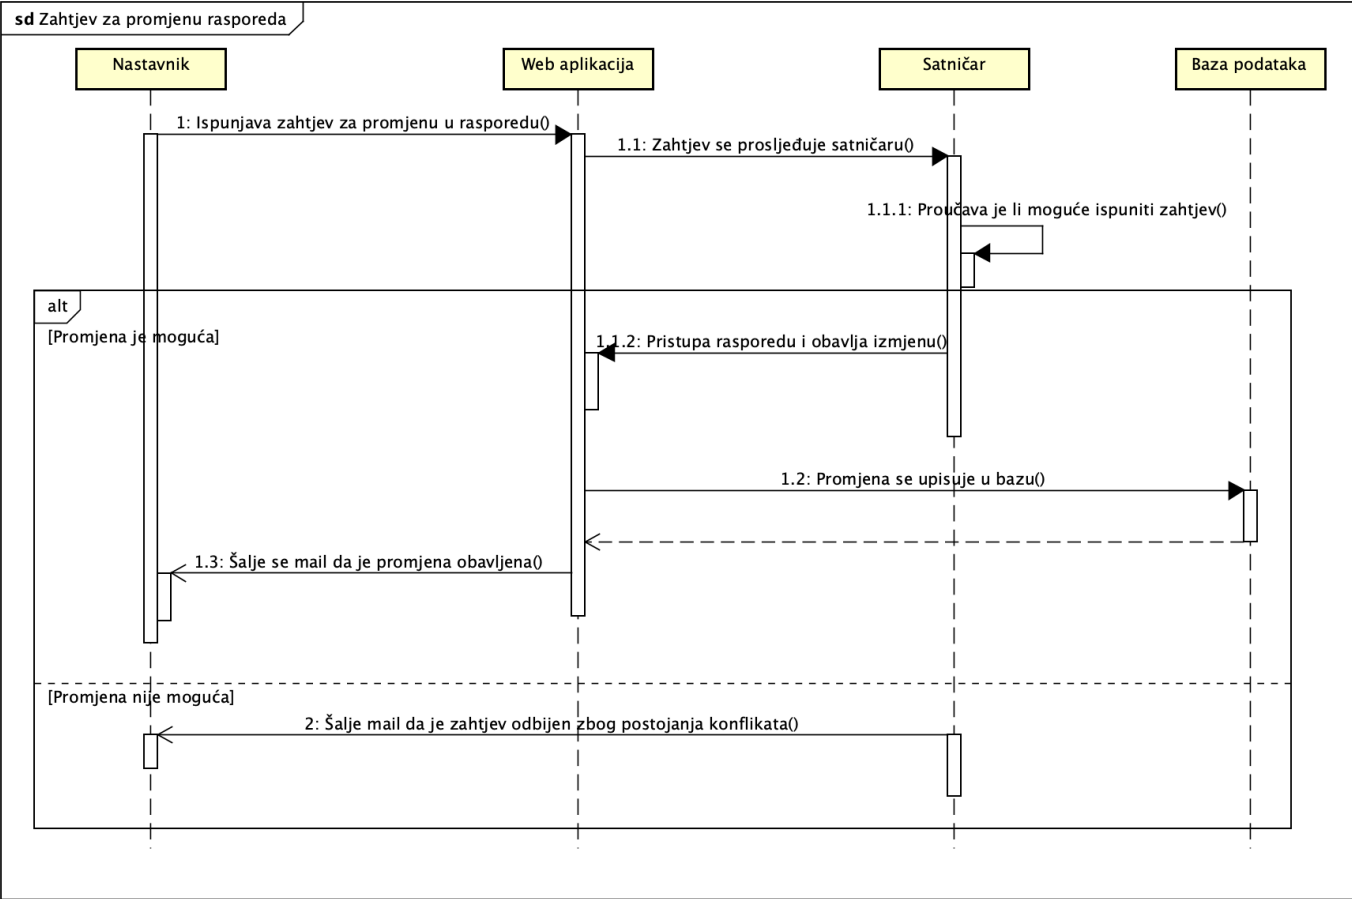 sd Zahtjev za promjenu rasporeda
Nastavnik
Web aplikacija
Satničar
Baza podataka
1: Ispunjava zahtjev za promjenu u rasporedu()
1.1: Zahtjev se prosljeđuje satničaru()
1.1.1: Proučava je li moguće ispuniti zahtjev()
alt
[Promjena je moguća]
1.1.2: Pristupa rasporedu i obavlja izmjenu()
1.2: Promjena se upisuje u bazu()
1.3: Šalje se mail da je promjena obavljena()
[Promjena nije moguća]
2: Šalje mail da je zahtjev odbijen zbog postojanja konflikata()